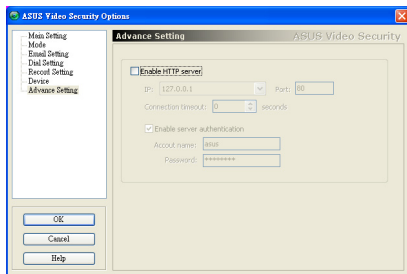 ASUS Video Security Options
Main Setting
Mode
Email Setting
Dial Setting
Record Setting
Device
Advance Setting
OK
Cancel
Help
Advance Setting
ASUS Video Security
Enable HTTP server
IP: 127.0.0.1 Port: 80
Connection timeout: 0 seconds
Enable server authentication
Accout name: asus
Password: ********